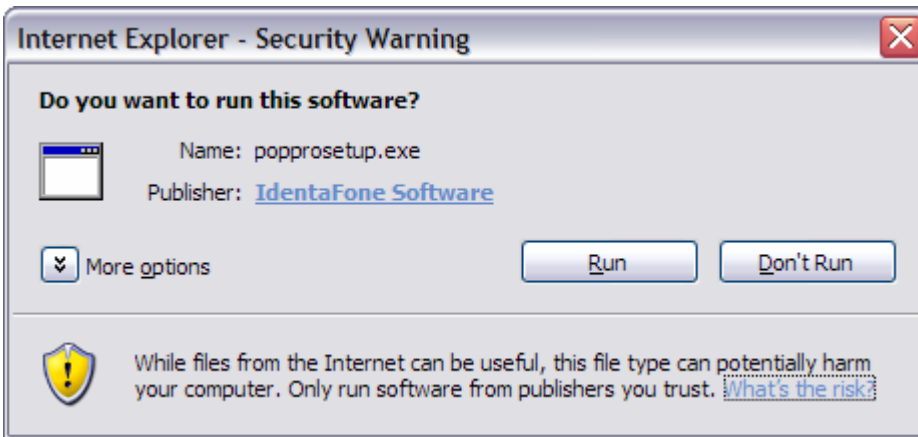 Internet Explorer - Security Warning
Do you want to run this software?
Name: popprosetup.exe
Publisher: IdentaFone Software
More options
Run
Don't Run
While files from the Internet can be useful, this file type can potentially harm
your computer. Only run software from publishers you trust. What's the risk?